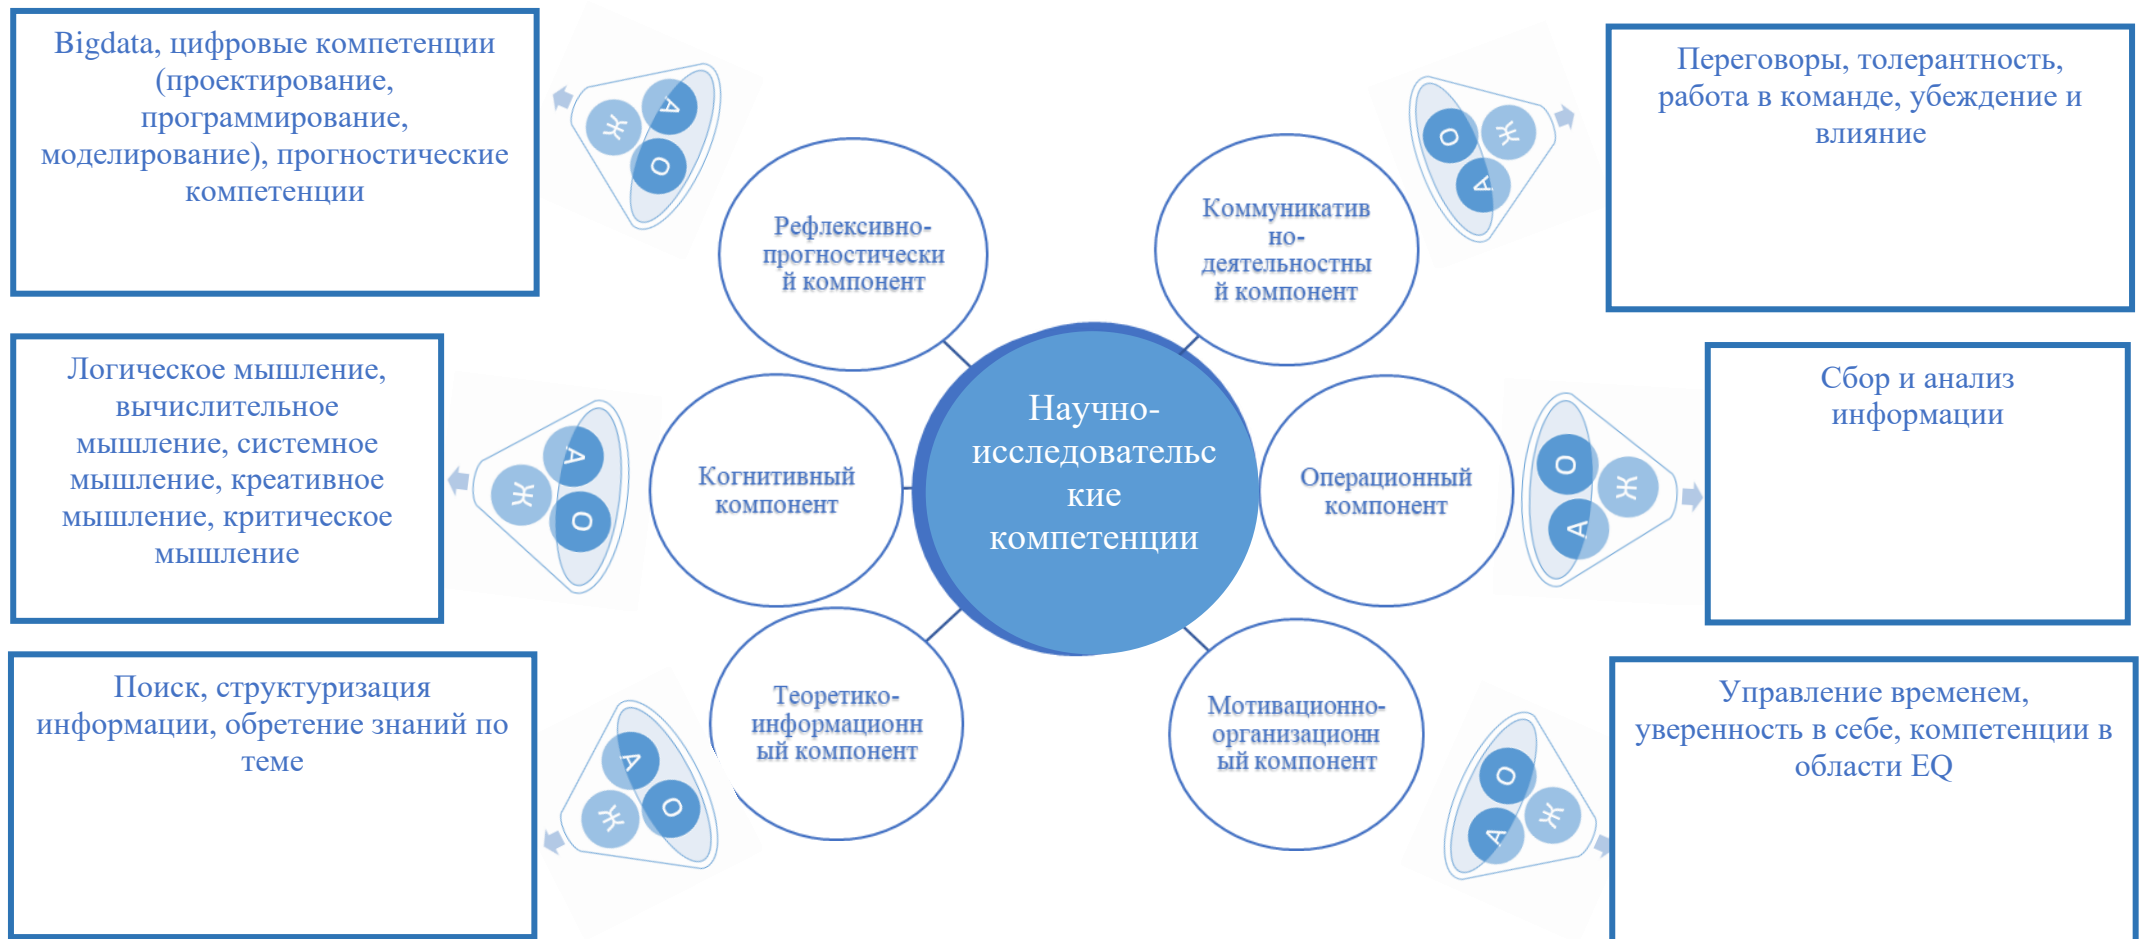 Bigdata, цифровые компетенции
(проектирование,
программирование,
моделирование), прогностические
компетенции
А
Ж
О
Рефлексивно-
прогностически
й компонент
Коммуникатив
но-
деятельностны
й компонент
О
Ж
А
Переговоры, толерантность,
работа в команде, убеждение и
влияние
Логическое мышление,
вычислительное
мышление, системное
мышление, креативное
мышление, критическое
мышление
А
Ж
О
Когнитивный
компонент
Научно-
исследовательс
кие
компетенции
Операционный
компонент
О
Ж
А
Сбор и анализ
информации
Поиск, структуризация
информации, обретение знаний по
теме
А
Ж
О
Теоретико-
информационн
ый компонент
Мотивационно-
организационн
ый компонент
О
Ж
А
Управление временем,
уверенность в себе, компетенции в
области EQ